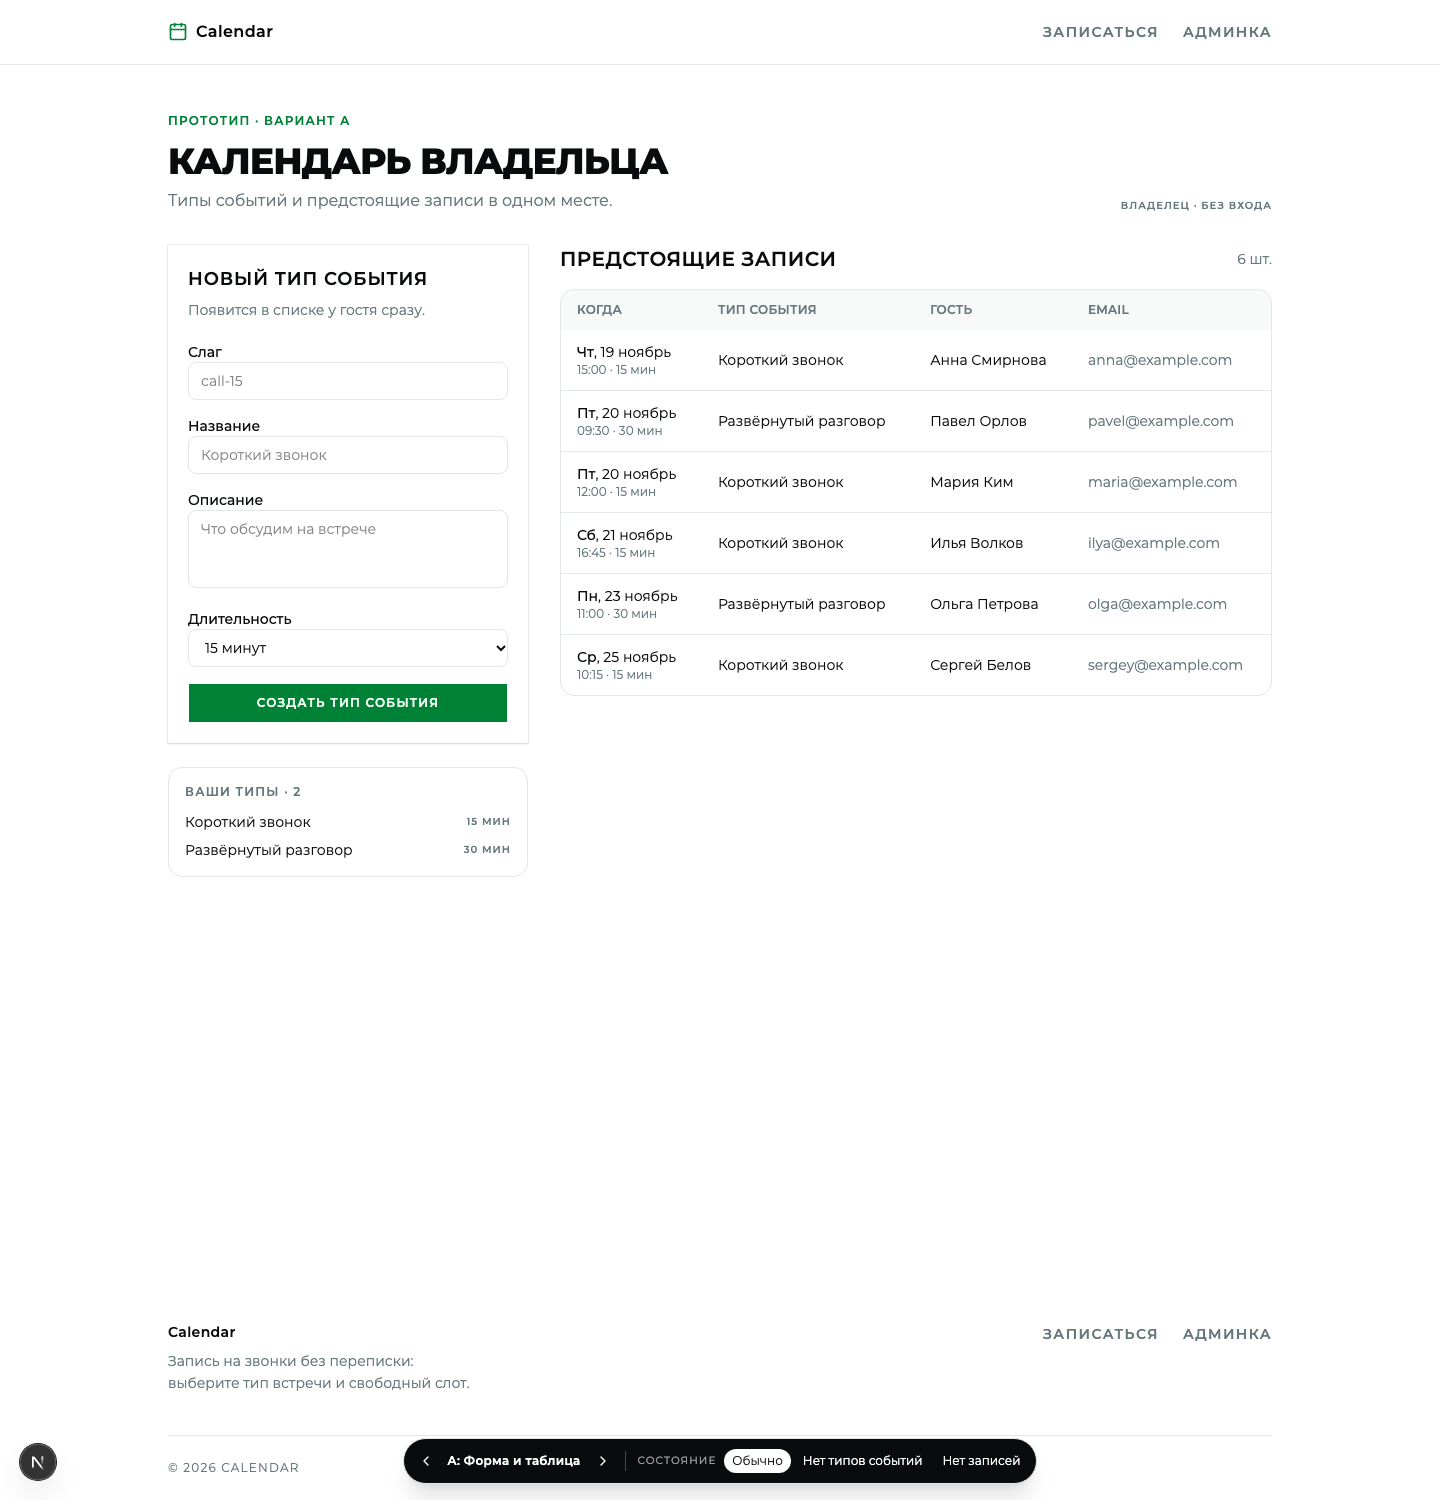 Calendar
ЗАПИСАТЬСЯ АДМИНКА
ПРОТОТИП · ВАРИАНТ A
КАЛЕНДАРЬ ВЛАДЕЛЬЦА
Типы событий и предстоящие записи в одном месте.
ВЛАДЕЛЕЦ · БЕЗ ВХОДА
НОВЫЙ ТИП СОБЫТИЯ
Появится в списке у гостя сразу.
Слаг
call-15
Название
Короткий звонок
Описание
Что обсудим на встрече
Длительность
15 минут
СОЗДАТЬ ТИП СОБЫТИЯ
ВАШИ ТИПЫ · 2
Короткий звонок 15 МИН
Развёрнутый разговор 30 МИН
ПРЕДСТОЯЩИЕ ЗАПИСИ 6 шт.
КОГДА ТИП СОБЫТИЯ ГОСТЬ EMAIL
Чт, 19 ноябрь
15:00 · 15 мин
Короткий звонок Анна Смирнова anna@example.com
Пт, 20 ноябрь
09:30 · 30 мин
Развёрнутый разговор Павел Орлов pavel@example.com
Пт, 20 ноябрь
12:00 · 15 мин
Короткий звонок Мария Ким maria@example.com
Сб, 21 ноябрь
16:45 · 15 мин
Короткий звонок Илья Волков ilya@example.com
Пн, 23 ноябрь
11:00 · 30 мин
Развёрнутый разговор Ольга Петрова olga@example.com
Ср, 25 ноябрь
10:15 · 15 мин
Короткий звонок Сергей Белов sergey@example.com
Calendar
Запись на звонки без переписки:
выберите тип встречи и свободный слот.
ЗАПИСАТЬСЯ АДМИНКА
© 2026 CALENDAR
N
A: Форма и таблица СОСТОЯНИЕ Обычно Нет типов событий Нет записей